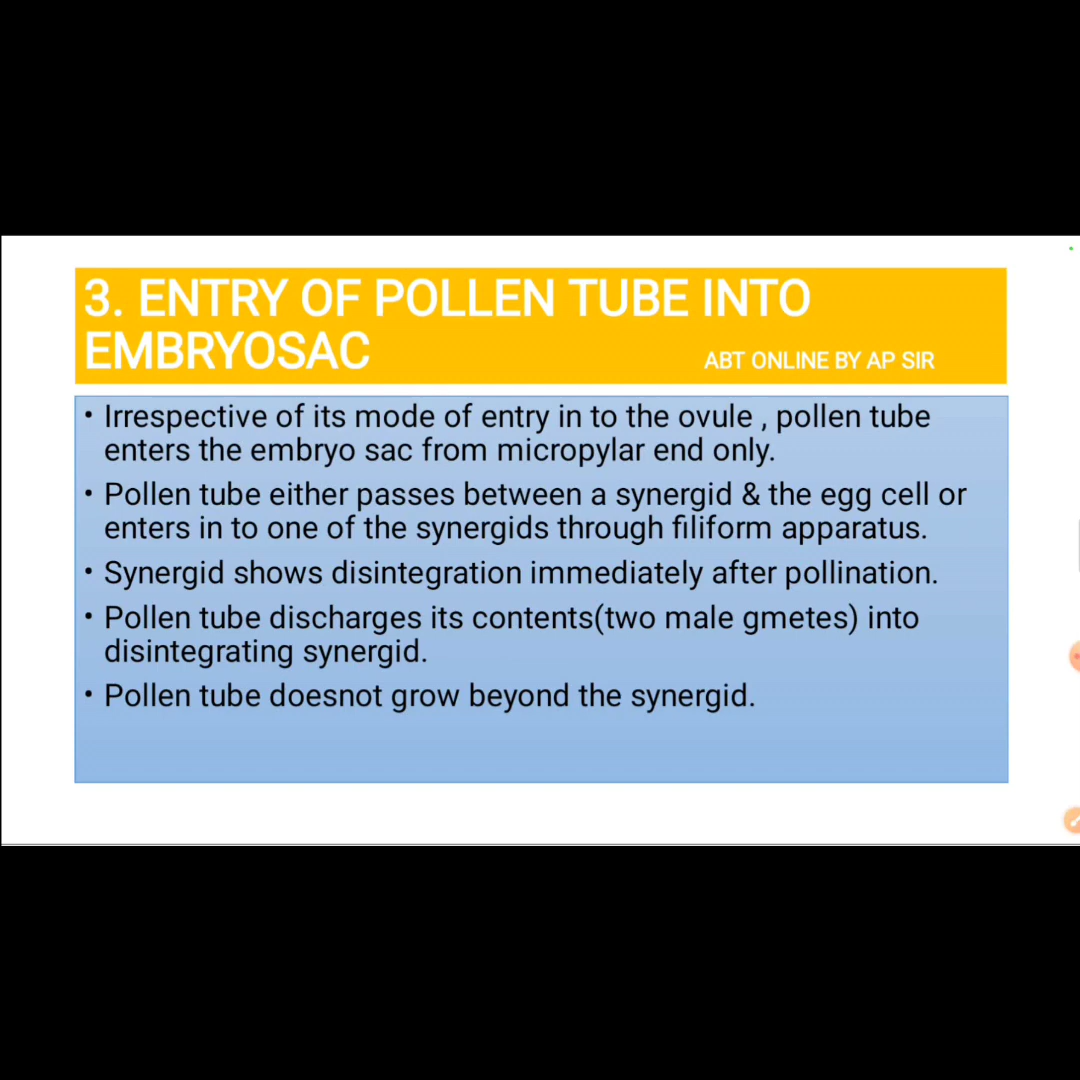 3. ENTRY OF POLLEN TUBE INTO
EMBRYOSAC ABT ONLINE BY AP SIR
• Irrespective of its mode of entry in to the ovule , pollen tube
enters the embryo sac from micropylar end only.
• Pollen tube either passes between a synergid & the egg cell or
enters in to one of the synergids through filiform apparatus.
• Synergid shows disintegration immediately after pollination.
• Pollen tube discharges its contents(two male gmetes) into
disintegrating synergid.
• Pollen tube doesnot grow beyond the synergid.